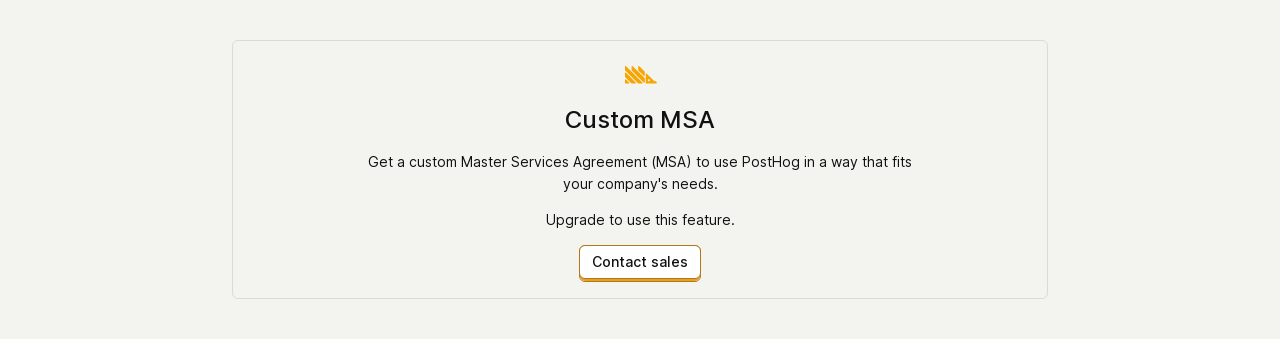 Custom MSA
Get a custom Master Services Agreement (MSA) to use PostHog in a way that fits
your company's needs.
Upgrade to use this feature.
Contact sales